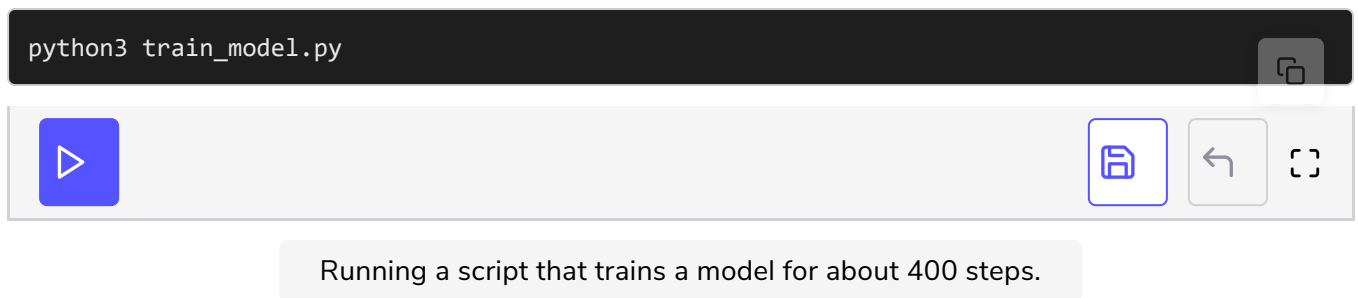 python3 train_model.py
Running a script that trains a model for about 400 steps.